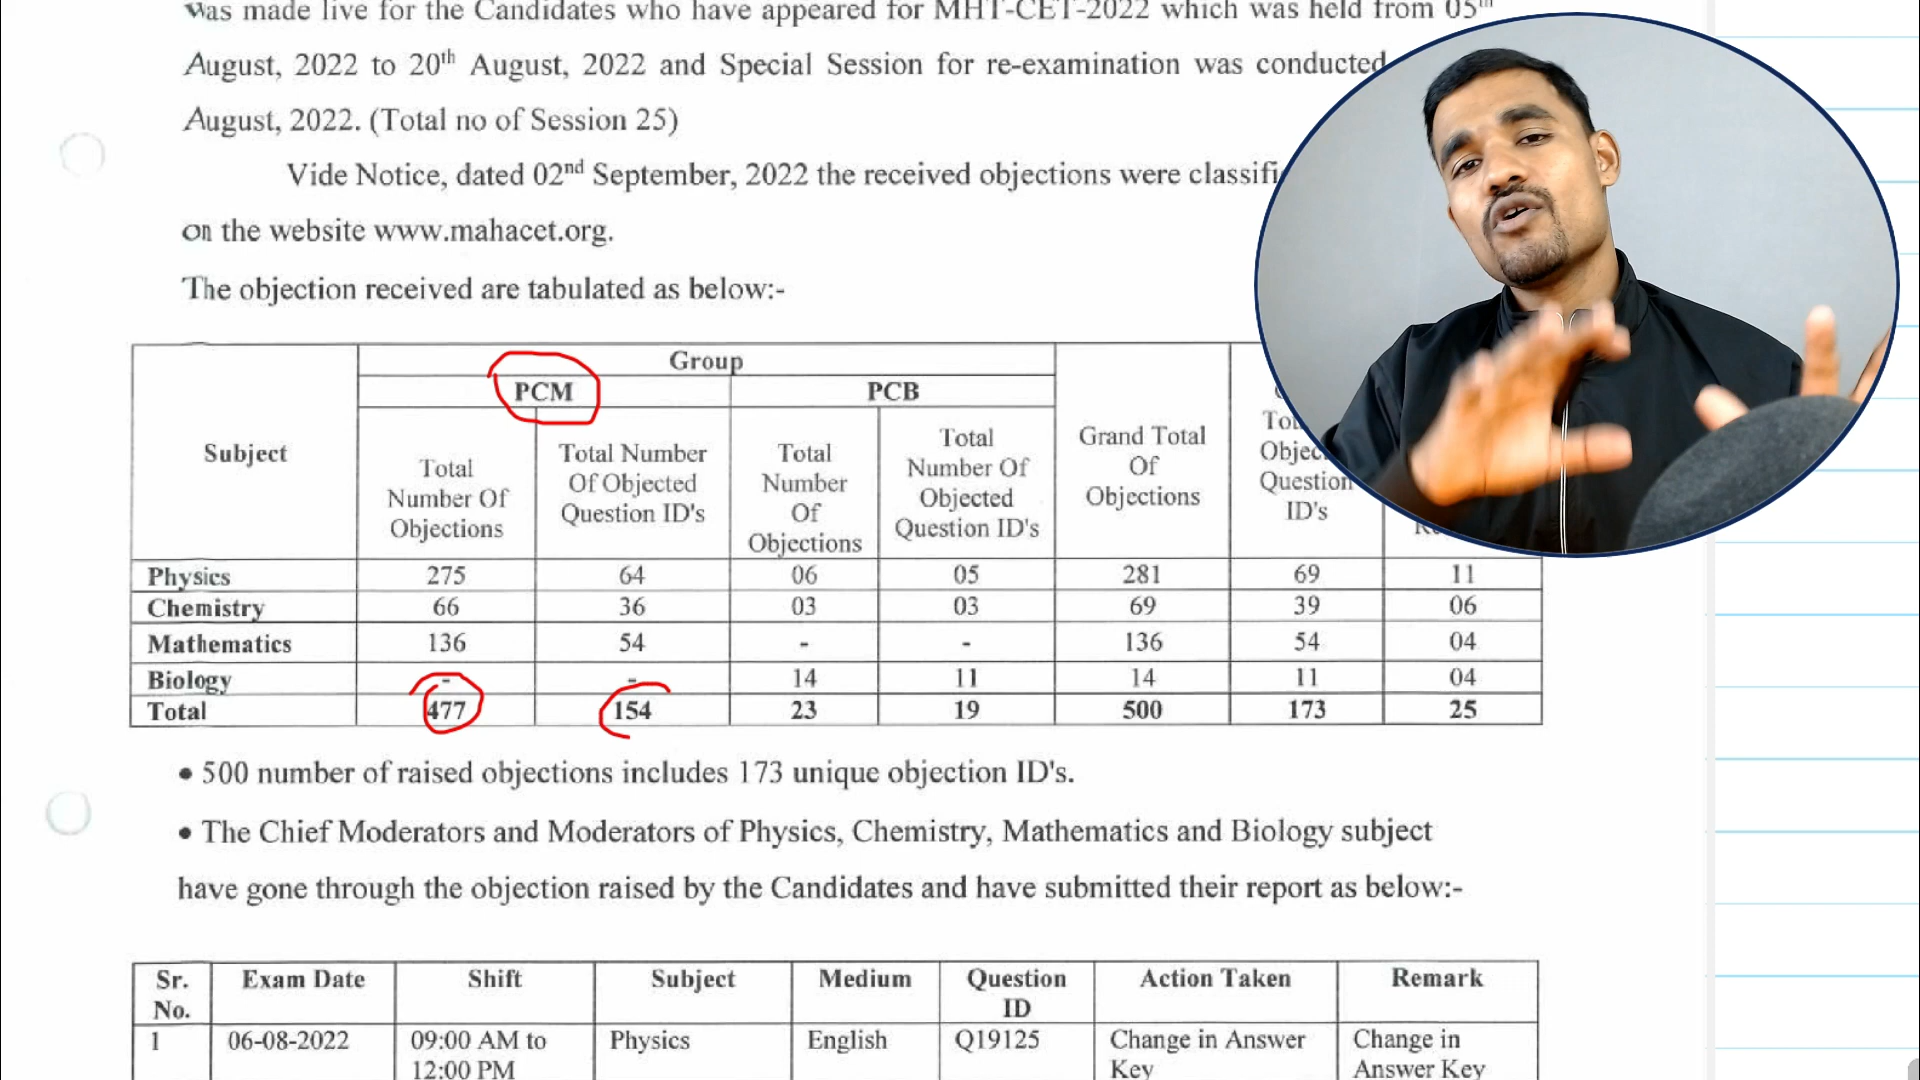 was made live for the Candidates who have appeared for MHT-CET-2022 which was held from 05th
August, 2022 to 20th August, 2022 and Special Session for re-examination was conducted
August, 2022. (Total no of Session 25)
Vide Notice, dated 02nd September, 2022 the received objections were
on the website www.mahacet.org.
The objection received are tabulated as below:-
Subject Group Grand Total Of Objections Question ID's
PCM PCB
Total Number Of Objections Total Number Of Objected Question ID's Total Number Of Objections Total Number Of Objected Question ID's
Physics 275 64 06 05 281 69 11
Chemistry 66 36 03 03 69 39 06
Mathematics 136 54 - - 136 54 04
Biology - - 14 11 14 11 04
Total 477 154 23 19 500 173 25
• 500 number of raised objections includes 173 unique objection ID's.
• The Chief Moderators and Moderators of Physics, Chemistry, Mathematics and Biology subject
have gone through the objection raised by the Candidates and have submitted their report as below:-
Sr. No. Exam Date Shift Subject Medium Question ID Action Taken Remark
1 06-08-2022 09:00 AM to 12:00 PM Physics English Q19125 Change in Answer Key Change in Answer Key